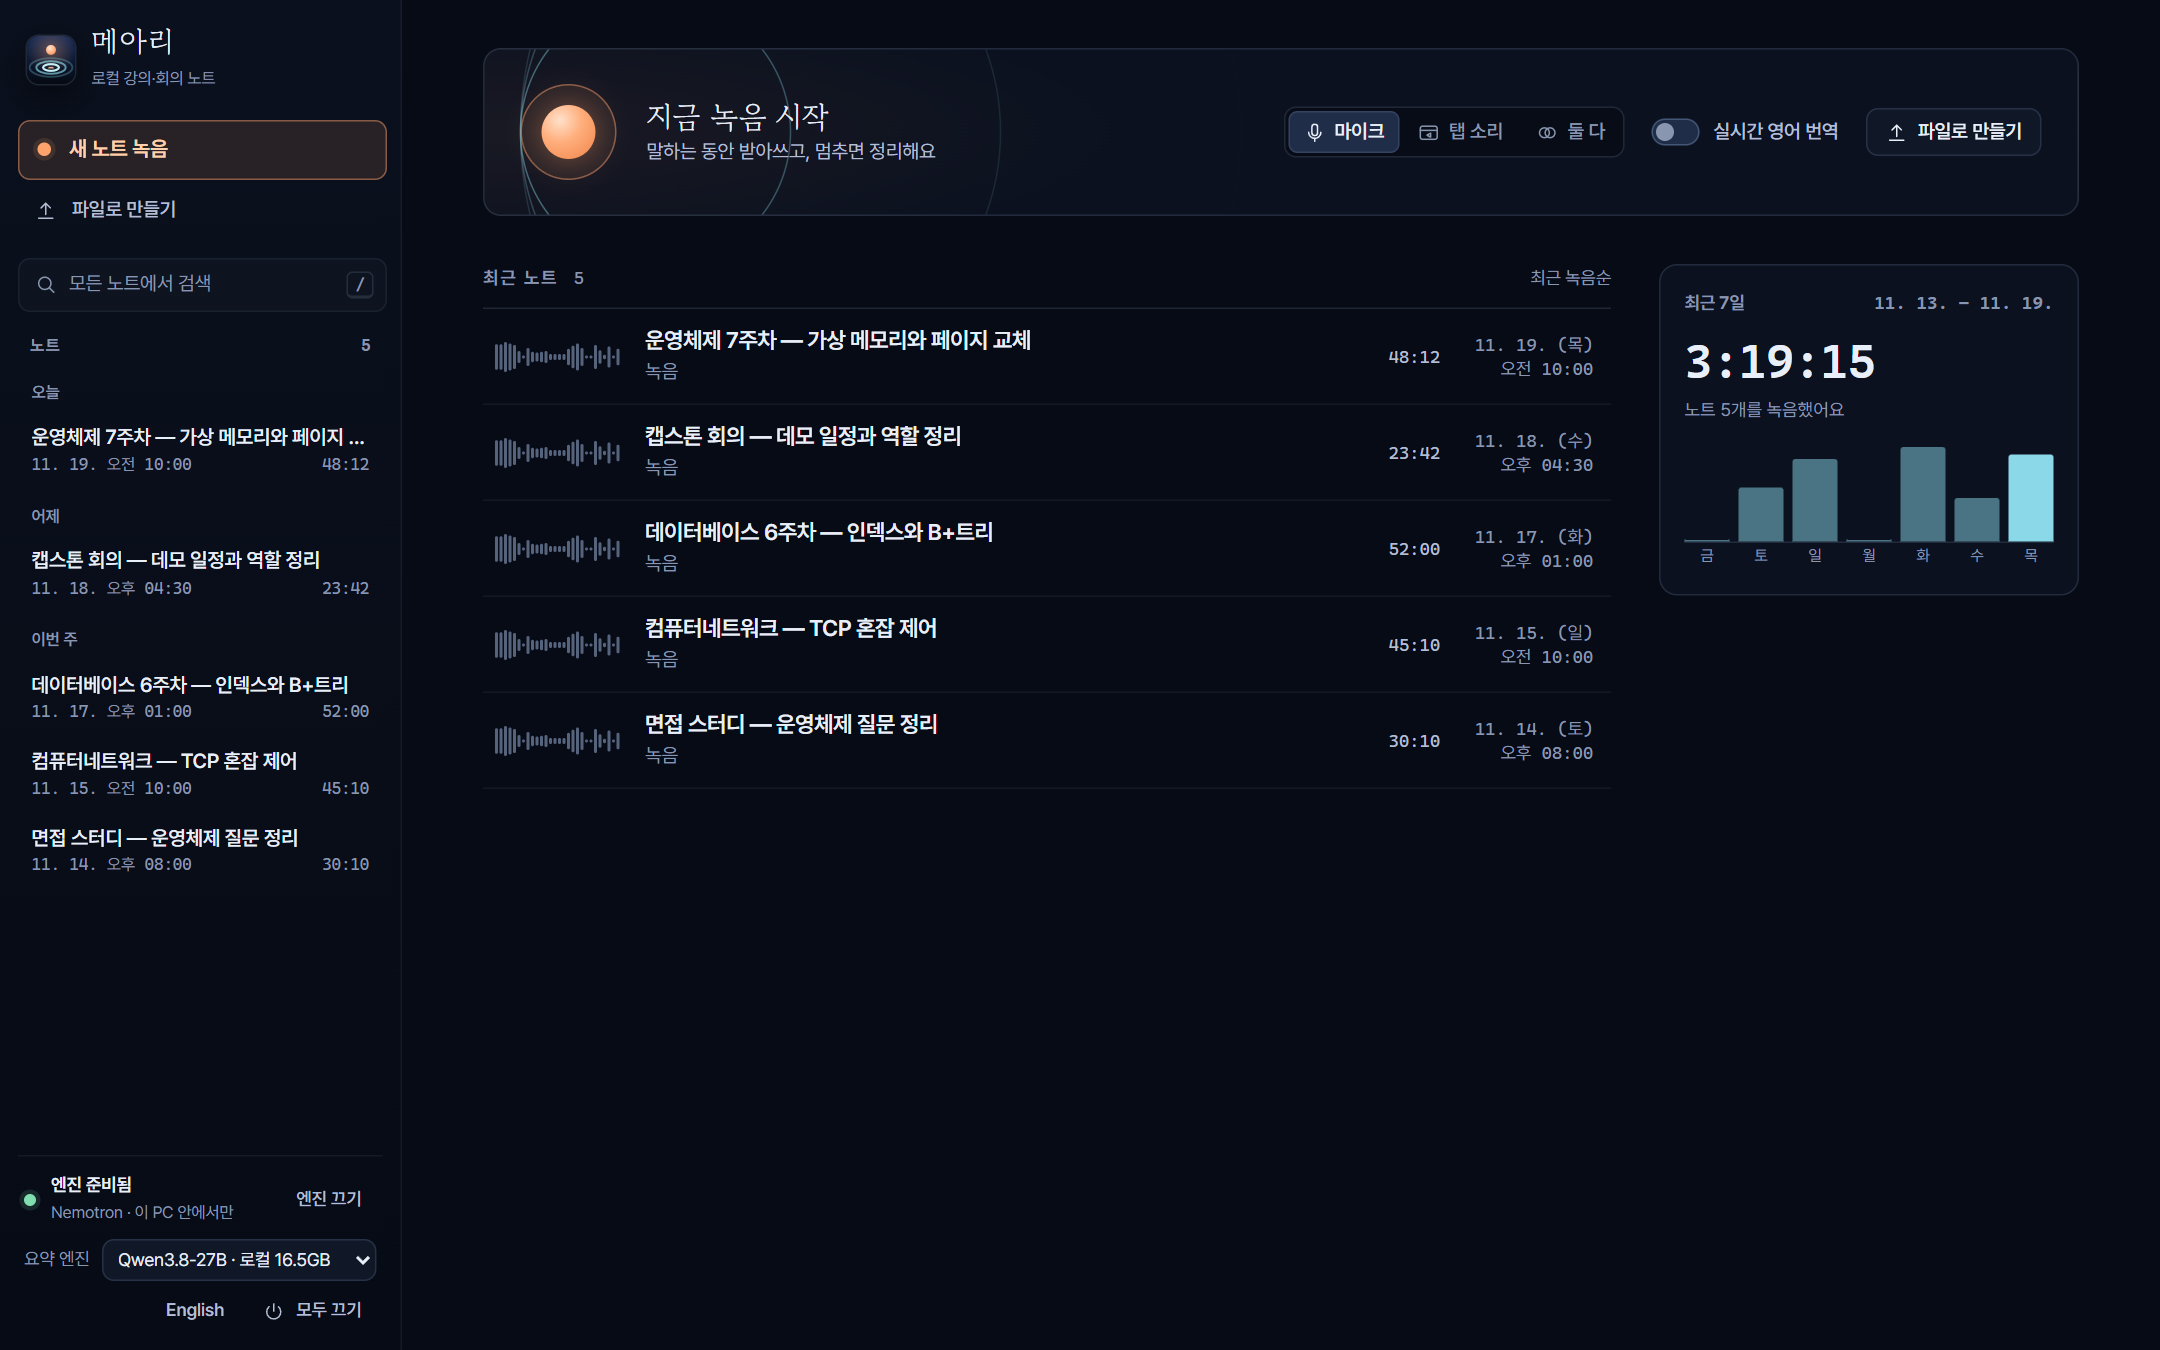 메아리
로컬 강의·회의 노트
새 노트 녹음
파일로 만들기
모든 노트에서 검색 /
노트 5
오늘
운영체제 7주차 — 가상 메모리와 페이지 ...
11. 19. 오전 10:00 48:12
어제
캡스톤 회의 — 데모 일정과 역할 정리
11. 18. 오후 04:30 23:42
이번 주
데이터베이스 6주차 — 인덱스와 B+트리
11. 17. 오후 01:00 52:00
컴퓨터네트워크 — TCP 혼잡 제어
11. 15. 오전 10:00 45:10
면접 스터디 — 운영체제 질문 정리
11. 14. 오후 08:00 30:10
엔진 준비됨
Nemotron · 이 PC 안에서만
엔진 끄기
요약 엔진 Qwen3.8-27B · 로컬 16.5GB
English 모두 끄기
지금 녹음 시작
말하는 동안 받아쓰고, 멈추면 정리해요
마이크 탭 소리 둘 다 실시간 영어 번역 파일로 만들기
최근 노트 5 최근 녹음순
운영체제 7주차 — 가상 메모리와 페이지 교체
녹음
48:12
11. 19. (목)
오전 10:00
캡스톤 회의 — 데모 일정과 역할 정리
녹음
23:42
11. 18. (수)
오후 04:30
데이터베이스 6주차 — 인덱스와 B+트리
녹음
52:00
11. 17. (화)
오후 01:00
컴퓨터네트워크 — TCP 혼잡 제어
녹음
45:10
11. 15. (일)
오전 10:00
면접 스터디 — 운영체제 질문 정리
녹음
30:10
11. 14. (토)
오후 08:00
최근 7일 11. 13. – 11. 19.
3:19:15
노트 5개를 녹음했어요
금 토 일 월 화 수 목